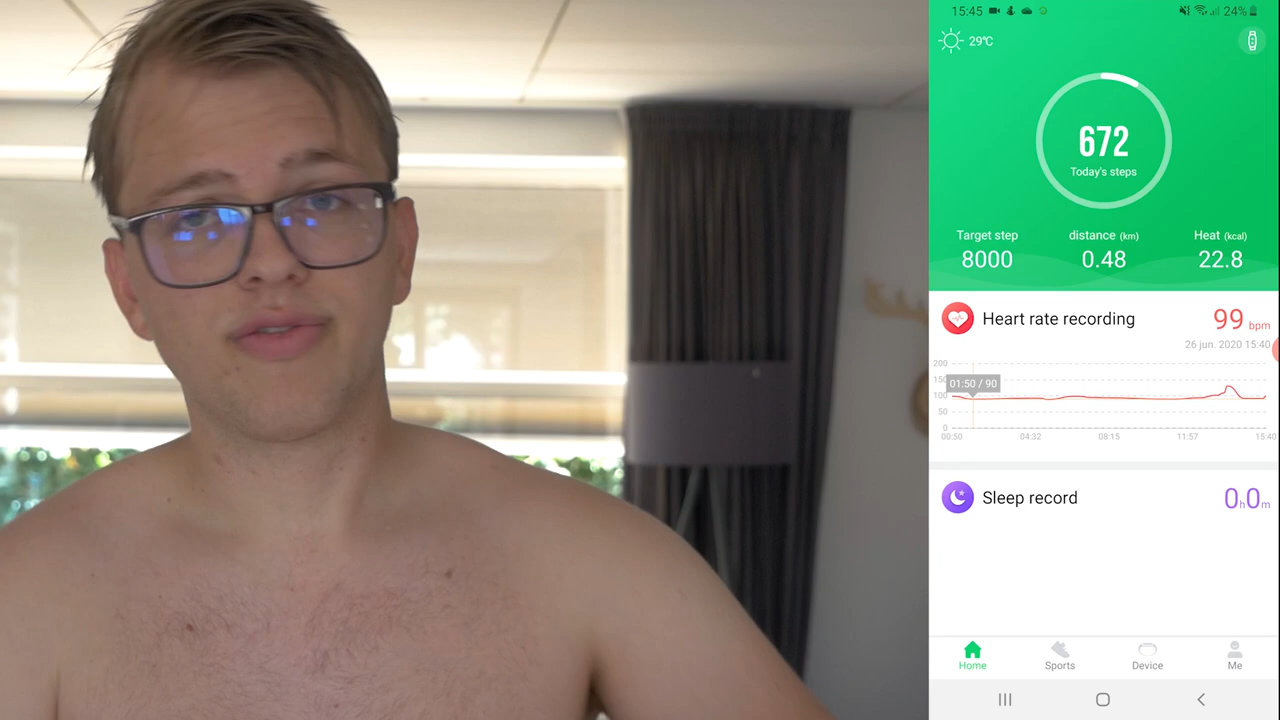 15:45 24%
29°C
672
Today's steps
Target step distance (km) Heat (kcal)
8000 0.48 22.8
Heart rate recording 99 bpm
26 jun. 2020 15:40
200
150
01:50 / 90
100
50
0
00:50 04:32 08:15 11:57 15:40
Sleep record 0h0m
Home Sports Device Me